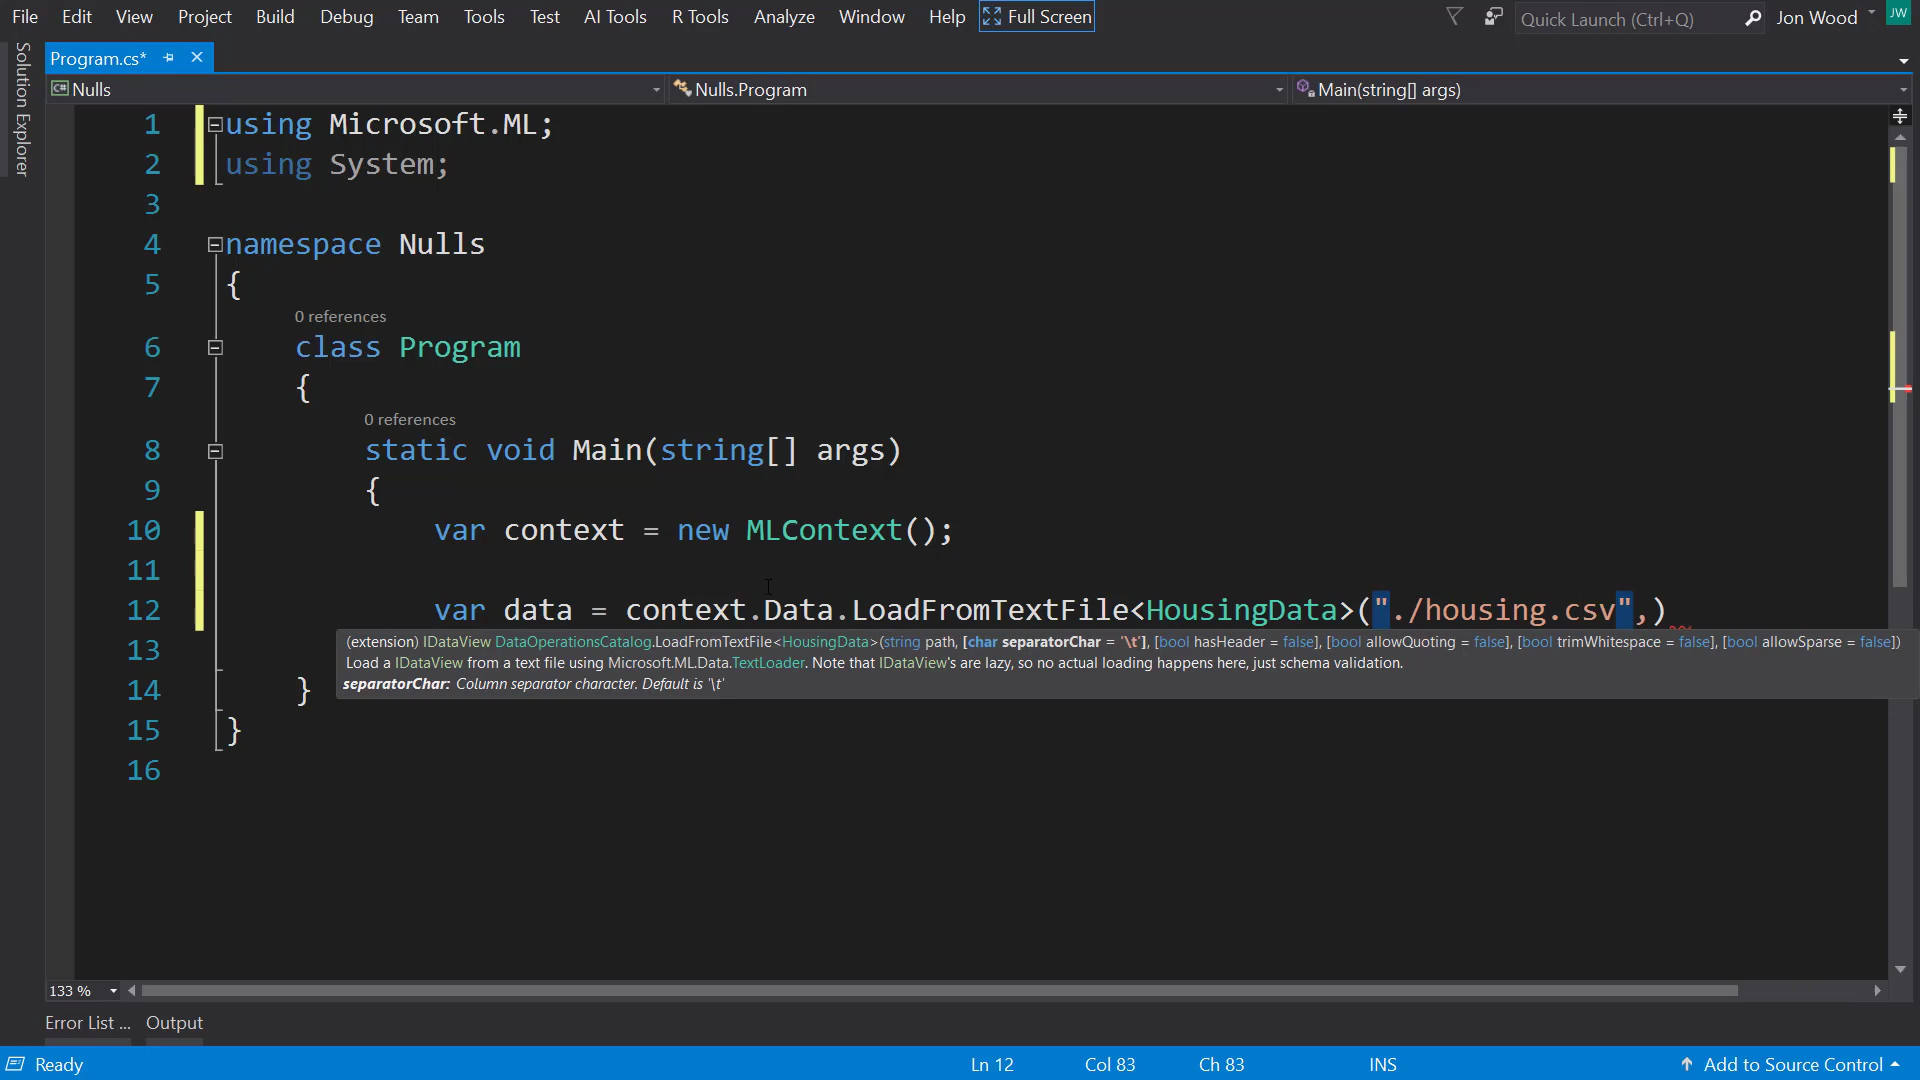 File Edit View Project Build Debug Team Tools Test AI Tools R Tools Analyze Window Help Full Screen Quick Launch (Ctrl+Q) Jon Wood JW
Solution Explorer
Program.cs*
C# Nulls Nulls.Program Main(string[] args)
1 using Microsoft.ML;
2 using System;
3
4 namespace Nulls
5 {
0 references
6 class Program
7 {
0 references
8 static void Main(string[] args)
9 {
10 var context = new MLContext();
11
12 var data = context.Data.LoadFromTextFile<HousingData>("./housing.csv",)
(extension) IDataView DataOperationsCatalog.LoadFromTextFile<HousingData>(string path, [char separatorChar = '\t'], [bool hasHeader = false], [bool allowQuoting = false], [bool trimWhitespace = false], [bool allowSparse = false])
13 Load a IDataView from a text file using Microsoft.ML.Data.TextLoader. Note that IDataView's are lazy, so no actual loading happens here, just schema validation.
separatorChar: Column separator character. Default is '\t'
14 }
15 }
16
133 %
Error List ... Output
Ready Ln 12 Col 83 Ch 83 INS Add to Source Control